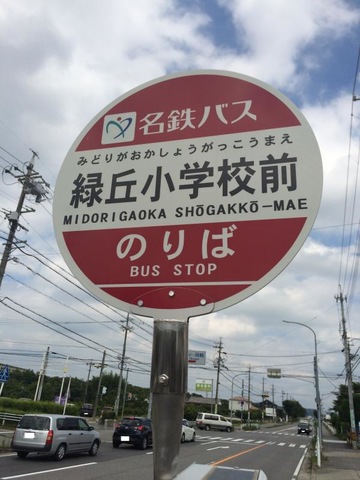 名鉄バス
みどりがおかしょうがっこうまえ
緑丘小学校前
MIDORIGAOKA SHŌGAKKŌ-MAE
のりば
BUS STOP